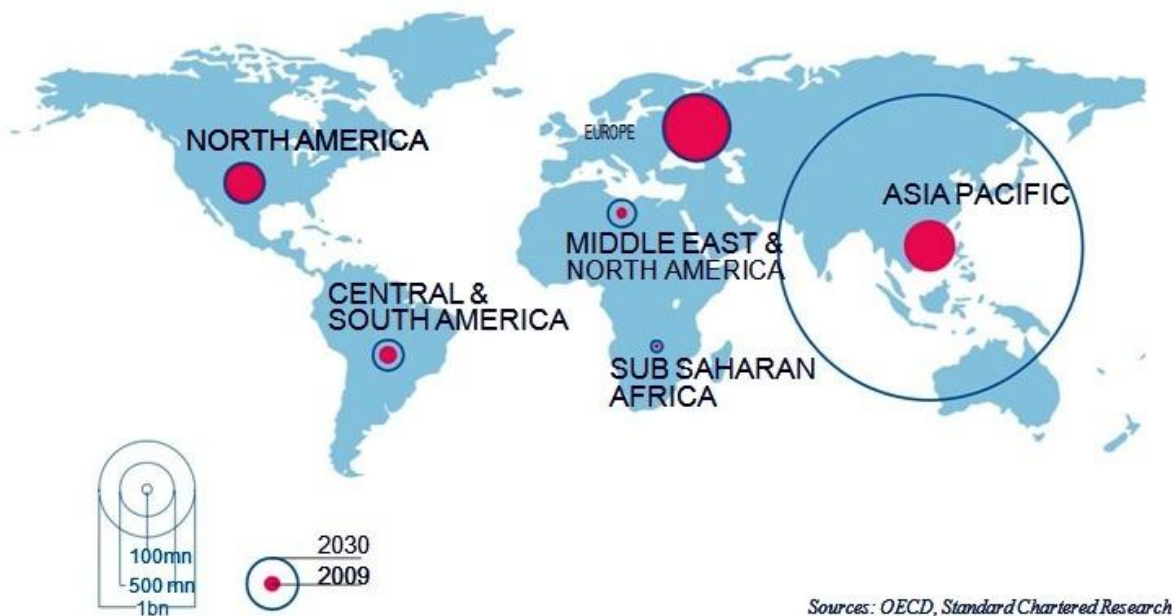 NORTH AMERICA
EUROPE
ASIA PACIFIC
MIDDLE EAST &
NORTH AMERICA
CENTRAL &
SOUTH AMERICA
SUB SAHARAN
AFRICA
100mn
500 mn
1bn
2030
2009
Sources: OECD, Standard Chartered Research